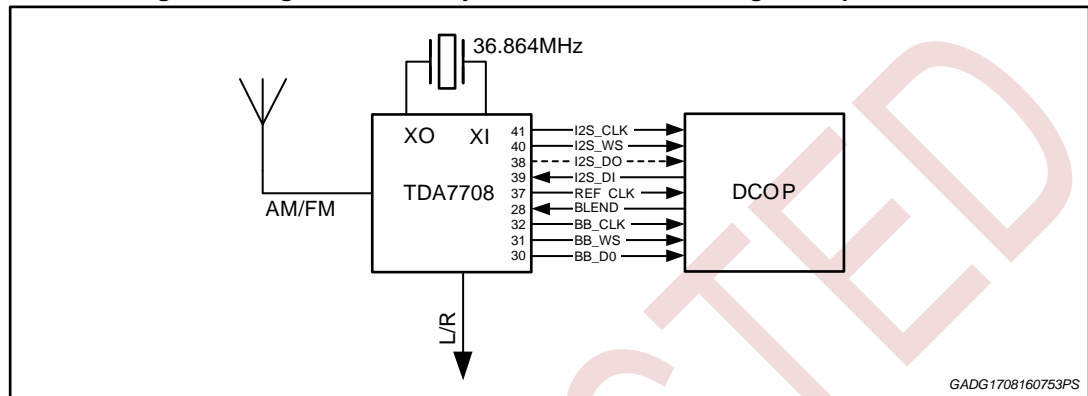 36.864MHz
XO XI
TDA7708
AM/FM
L/R
41 I2S_CLK
40 I2S_WS
38 I2S_DO
39 I2S_DI
37 REF_CLK
28 BLEND
32 BB_CLK
31 BB_WS
30 BB_D0
DCOP
GADG1708160753PS